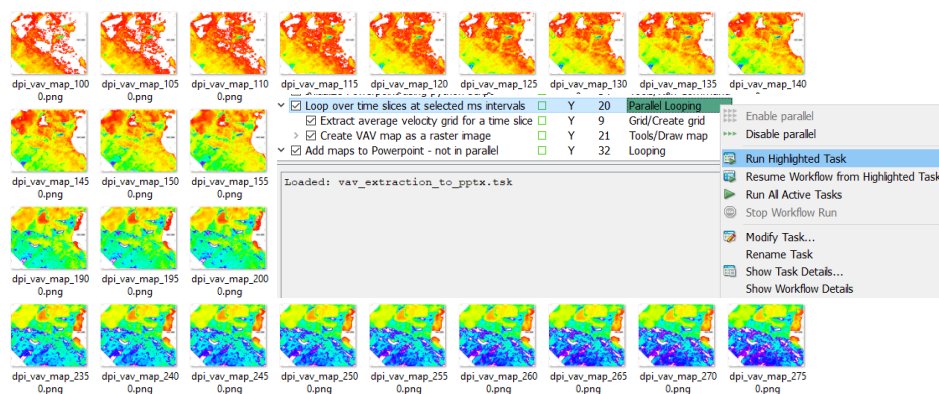 dpi_vav_map_100
0.png
dpi_vav_map_105
0.png
dpi_vav_map_110
0.png
dpi_vav_map_115
dpi_vav_map_120
dpi_vav_map_125
dpi_vav_map_130
dpi_vav_map_135
dpi_vav_map_140
Loop over time slices at selected ms intervals Y 20 Parallel Looping
Extract average velocity grid for a time slice Y 9 Grid/Create grid
Create VAV map as a raster image Y 21 Tools/Draw map
Add maps to Powerpoint - not in parallel Y 32 Looping
Enable parallel
Disable parallel
Run Highlighted Task
Resume Workflow from Highlighted Task
Run All Active Tasks
Stop Workflow Run
Modify Task...
Rename Task
Show Task Details...
Show Workflow Details
Loaded: vav_extraction_to_pptx.tsk
dpi_vav_map_145
0.png
dpi_vav_map_150
0.png
dpi_vav_map_155
0.png
dpi_vav_map_190
0.png
dpi_vav_map_195
0.png
dpi_vav_map_200
0.png
dpi_vav_map_235
0.png
dpi_vav_map_240
0.png
dpi_vav_map_245
0.png
dpi_vav_map_250
0.png
dpi_vav_map_255
0.png
dpi_vav_map_260
0.png
dpi_vav_map_265
0.png
dpi_vav_map_270
0.png
dpi_vav_map_275
0.png